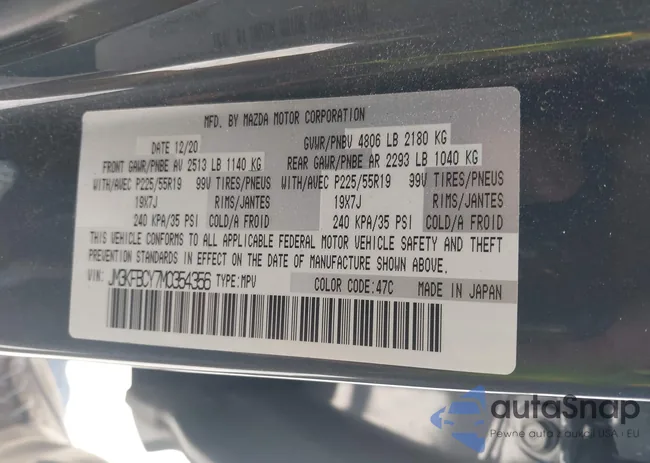 MFD. BY MAZDA MOTOR CORPORATION
DATE 12/20 GVWR/PNBV 4806 LB 2180 KG
FRONT GAWR/PNBE AV 2513 LB 1140 KG REAR GAWR/PNBE AR 2293 LB 1040 KG
WITH/AVEC P225/55R19 99V TIRES/PNEUS WITH/AVEC P225/55R19 99V TIRES/PNEUS
19X7J RIMS/JANTES 19X7J RIMS/JANTES
240 KPA/35 PSI COLD/A FROID 240 KPA/35 PSI COLD/A FROID
THIS VEHICLE CONFORMS TO ALL APPLICABLE FEDERAL MOTOR VEHICLE SAFETY AND THEFT
PREVENTION STANDARDS IN EFFECT ON THE DATE OF MANUFACTURE SHOWN ABOVE.
JM3KFBCY7M0354356 TYPE:MPV COLOR CODE:47C MADE IN JAPAN
autoSnap
Pewne auta z aukcji USA i EU